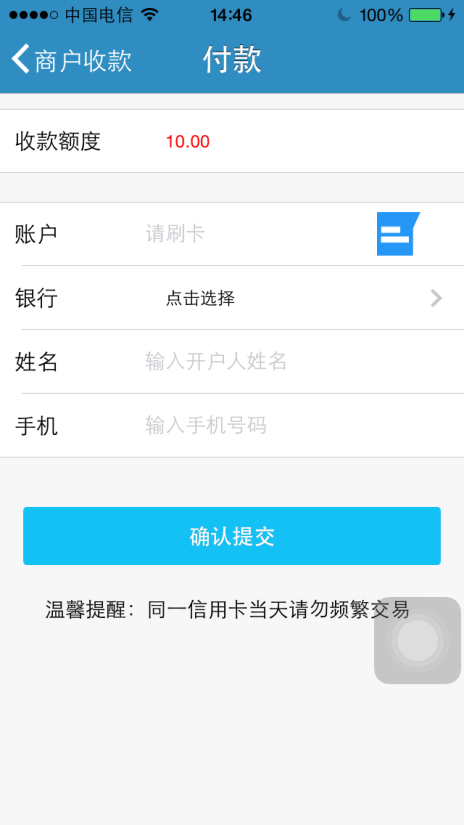 中国电信 14:46 100%
商户收款 付款
收款额度 10.00
账户 请刷卡
银行 点击选择
姓名 输入开户人姓名
手机 输入手机号码
确认提交
温馨提醒：同一信用卡当天请勿频繁交易